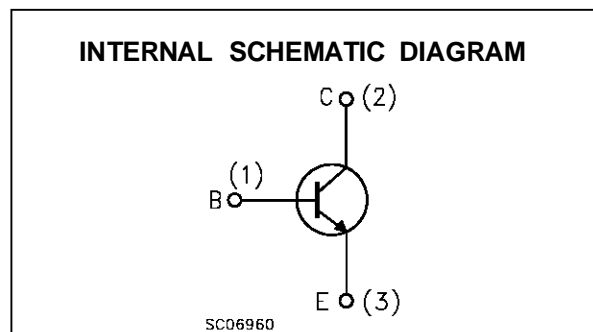 INTERNAL SCHEMATIC DIAGRAM
C (2)
(1)
B
E (3)
SC06960